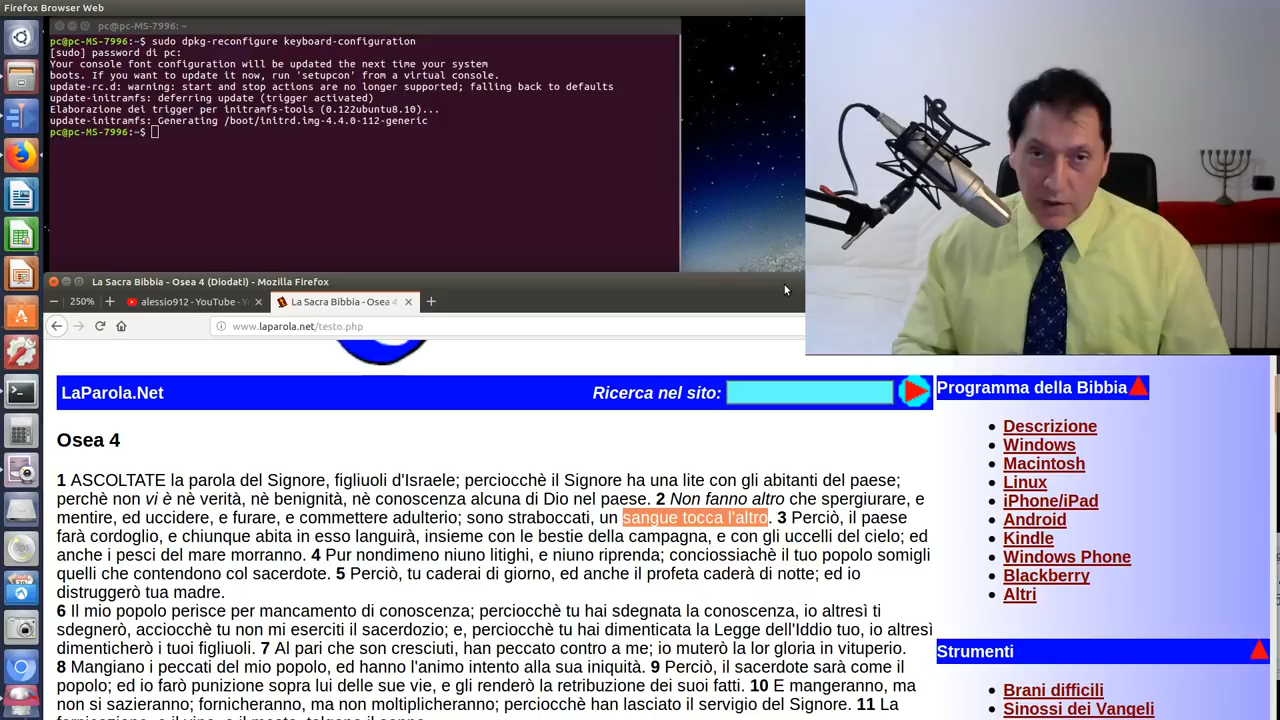 Firefox Browser Web
pc@pc-MS-7996: ~
pc@pc-MS-7996:~$ sudo dpkg-reconfigure keyboard-configuration
[sudo] password di pc:
Your console font configuration will be updated the next time your system
boots. If you want to update it now, run 'setupcon' from a virtual console.
update-rc.d: warning: start and stop actions are no longer supported; falling back to defaults
update-initramfs: deferring update (trigger activated)
Elaborazione dei trigger per initramfs-tools (0.122ubuntu8.10)...
update-initramfs: Generating /boot/initrd.img-4.4.0-112-generic
pc@pc-MS-7996:~$
La Sacra Bibbia - Osea 4 (Diodati) - Mozilla Firefox
250%
alessio912 - YouTube - Y
La Sacra Bibbia - Osea 4
www.laparola.net/testo.php
LaParola.Net
Ricerca nel sito:
Osea 4
1 ASCOLTATE la parola del Signore, figliuoli d'Israele; perciocchè il Signore ha una lite con gli abitanti del paese;
perchè non vi è nè verità, nè benignità, nè conoscenza alcuna di Dio nel paese. 2 Non fanno altro che spergiurare, e
mentire, ed uccidere, e furare, e commettere adulterio; sono straboccati, un sangue tocca l'altro. 3 Perciò, il paese
farà cordoglio, e chiunque abita in esso languirà, insieme con le bestie della campagna, e con gli uccelli del cielo; ed
anche i pesci del mare morranno. 4 Pur nondimeno niuno litighi, e niuno riprenda; conciossiachè il tuo popolo somigli
quelli che contendono col sacerdote. 5 Perciò, tu caderai di giorno, ed anche il profeta caderà di notte; ed io
distruggerò tua madre.
6 Il mio popolo perisce per mancamento di conoscenza; perciocchè tu hai sdegnata la conoscenza, io altresì ti
sdegnerò, acciocchè tu non mi eserciti il sacerdozio; e, perciocchè tu hai dimenticata la Legge dell'Iddio tuo, io altresì
dimenticherò i tuoi figliuoli. 7 Al pari che son cresciuti, han peccato contro a me; io muterò la lor gloria in vituperio.
8 Mangiano i peccati del mio popolo, ed hanno l'animo intento alla sua iniquità. 9 Perciò, il sacerdote sarà come il
popolo; ed io farò punizione sopra lui delle sue vie, e gli renderò la retribuzione dei suoi fatti. 10 E mangeranno, ma
non si sazieranno; fornicheranno, ma non moltiplicheranno; perciocchè han lasciato il servigio del Signore. 11 La
fornicazione, e il vino, e il mosto, tolgono il senno.
Programma della Bibbia
Descrizione
Windows
Macintosh
Linux
iPhone/iPad
Android
Kindle
Windows Phone
Blackberry
Altri
Strumenti
Brani difficili
Sinossi dei Vangeli